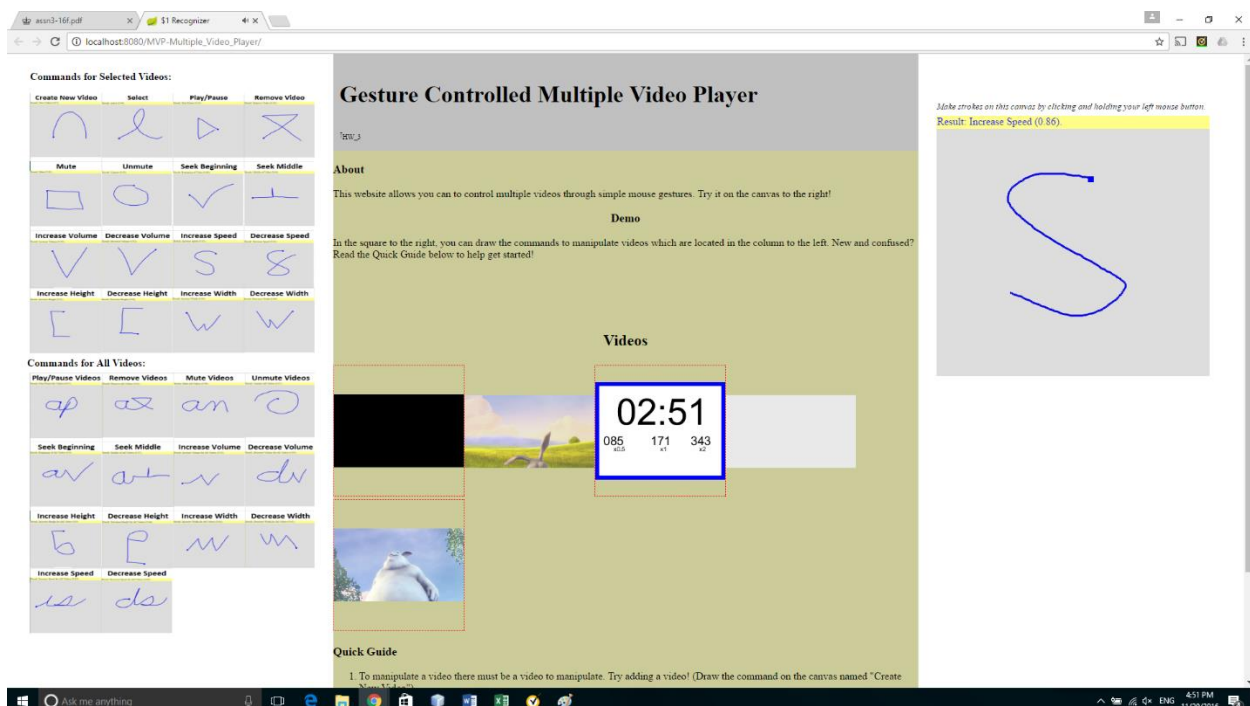 assn3-16f.pdf
$1 Recognizer
localhost:8080/MVP-Multiple_Video_Player/
Commands for Selected Videos:
Create New Video Select Play/Pause Remove Video
Mute Unmute Seek Beginning Seek Middle
Increase Volume Decrease Volume Increase Speed Decrease Speed
Increase Height Decrease Height Increase Width Decrease Width
Commands for All Videos:
Play/Pause Videos Remove Videos Mute Videos Unmute Videos
Seek Beginning Seek Middle Increase Volume Decrease Volume
Increase Height Decrease Height Increase Width Decrease Width
Increase Speed Decrease Speed
Gesture Controlled Multiple Video Player
HW_3
About
This website allows you can to control multiple videos through simple mouse gestures. Try it on the canvas to the right!
Demo
In the square to the right, you can draw the commands to manipulate videos which are located in the column to the left. New and confused?
Read the Quick Guide below to help get started!
Videos
02:51
085 171 343
x0.5 x1 x2
Quick Guide
1. To manipulate a video there must be a video to manipulate. Try adding a video! (Draw the command on the canvas named "Create
New Video")
Make strokes on this canvas by clicking and holding your left mouse button.
Result: Increase Speed (0.86).
Ask me anything
ENG
4:51 PM